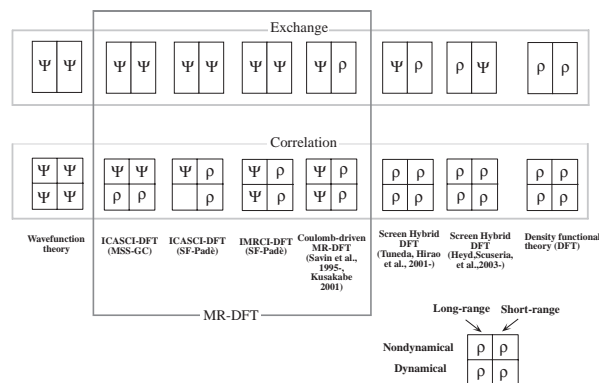 Exchange
Ψ Ψ Ψ Ψ Ψ Ψ Ψ Ψ Ψ ρ Ψ ρ ρ Ψ ρ ρ
Correlation
Ψ Ψ Ψ Ψ Ψ ρ Ψ ρ Ψ ρ ρ ρ ρ ρ ρ ρ
Ψ Ψ ρ ρ ρ Ψ ρ Ψ ρ ρ ρ ρ ρ ρ ρ
Wavefunction
theory
ICASCI-DFT
(MSS-GC)
ICASCI-DFT
(SF-Padè)
IMRCI-DFT
(SF-Padè)
Coulomb-driven
MR-DFT
(Savin et al.,
1995-,
Kusakabe
2001)
Screen Hybrid
DFT
(Tuneda, Hirao
et al., 2001-)
Screen Hybrid
DFT
(Heyd,Scuseria,
et al.,2003-)
Density functional
theory (DFT)
MR-DFT
Long-range Short-range
Nondynamical ρ ρ
Dynamical ρ ρ